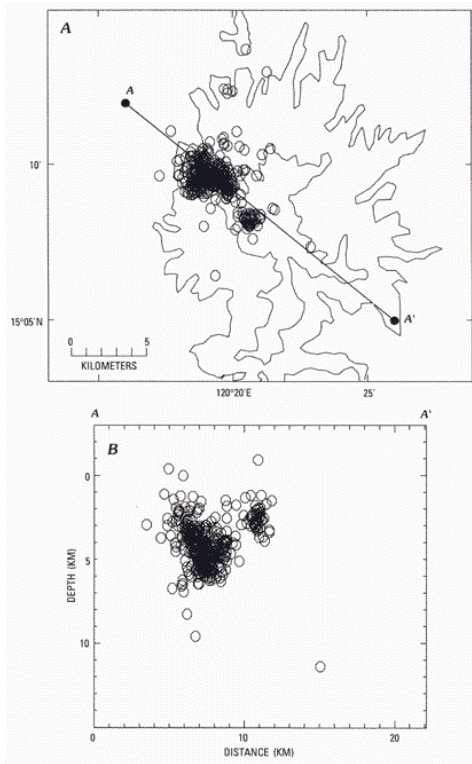 A
A
10'
15°05'N
A'
0 5
KILOMETERS
120°20'E 25'
A A'
B
0
5
10
DEPTH (KM)
0 10 20
DISTANCE (KM)